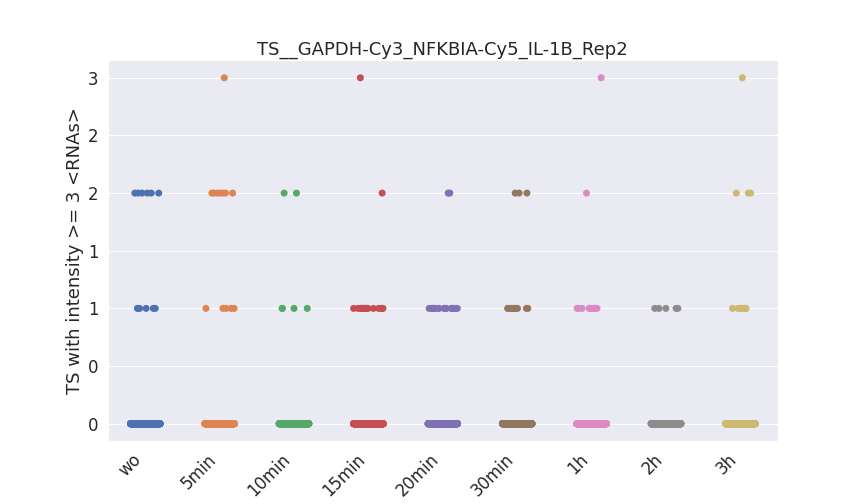 TS__GAPDH-Cy3_NFKBIA-Cy5_IL-1B_Rep2
TS with intensity >= 3 <RNAs>
3
2
2
1
1
0
0
wo
5min
10min
15min
20min
30min
1h
2h
3h